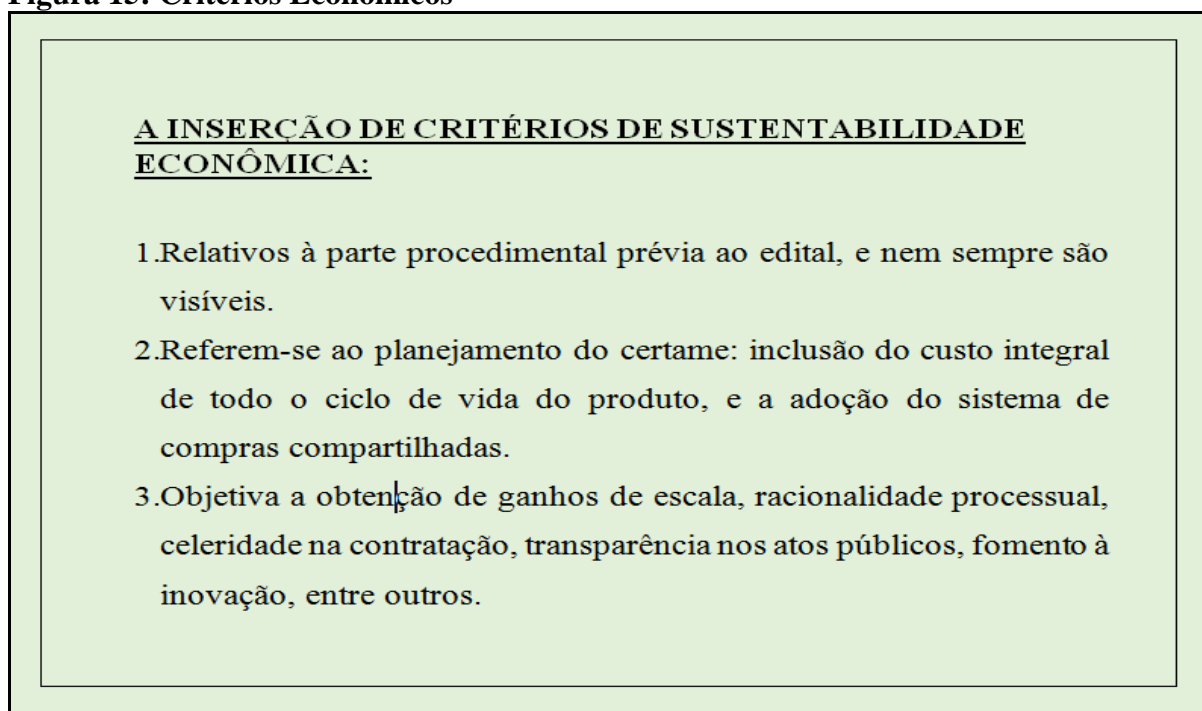 Figura 15: Critérios Econômicos
A INSERÇÃO DE CRITÉRIOS DE SUSTENTABILIDADE
ECONÔMICA:
1.Relativos à parte procedimental prévia ao edital, e nem sempre são
visíveis.
2.Referem-se ao planejamento do certame: inclusão do custo integral
de todo o ciclo de vida do produto, e a adoção do sistema de
compras compartilhadas.
3.Objetiva a obtenção de ganhos de escala, racionalidade processual,
celeridade na contratação, transparência nos atos públicos, fomento à
inovação, entre outros.